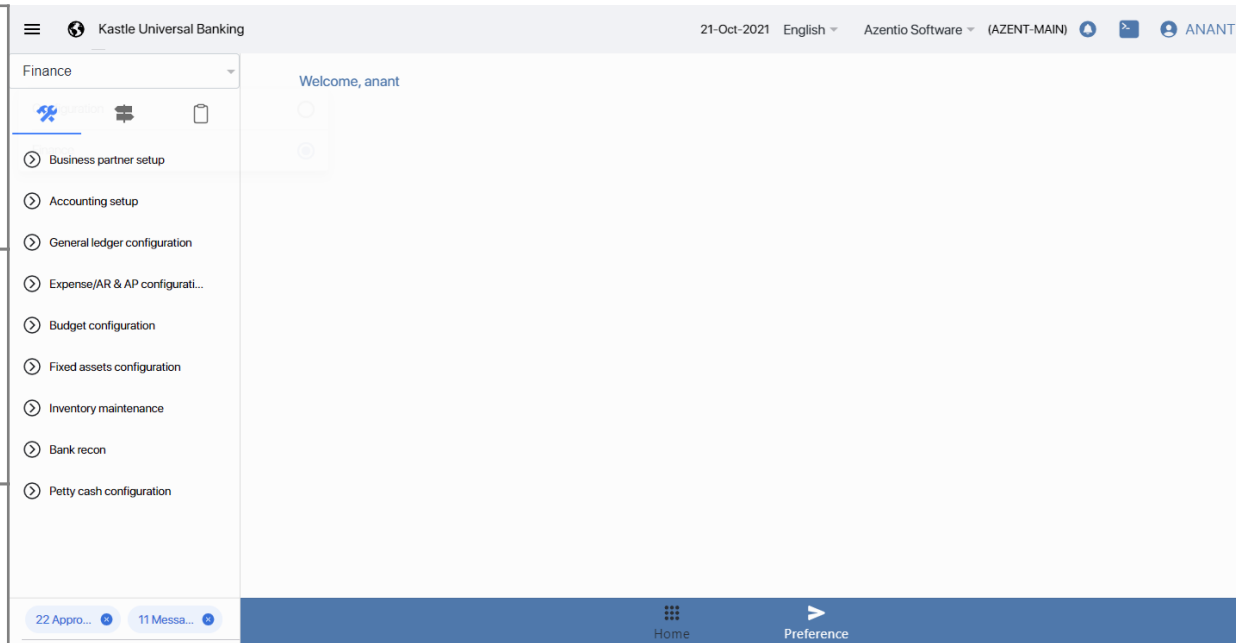 Kastle Universal Banking
21-Oct-2021 English Azentio Software (AZENT-MAIN) ANANT
Finance
Welcome, anant
Business partner setup
Accounting setup
General ledger configuration
Expense/AR & AP configurati...
Budget configuration
Fixed assets configuration
Inventory maintenance
Bank recon
Petty cash configuration
22 Appro... 11 Messa...
Home Preference